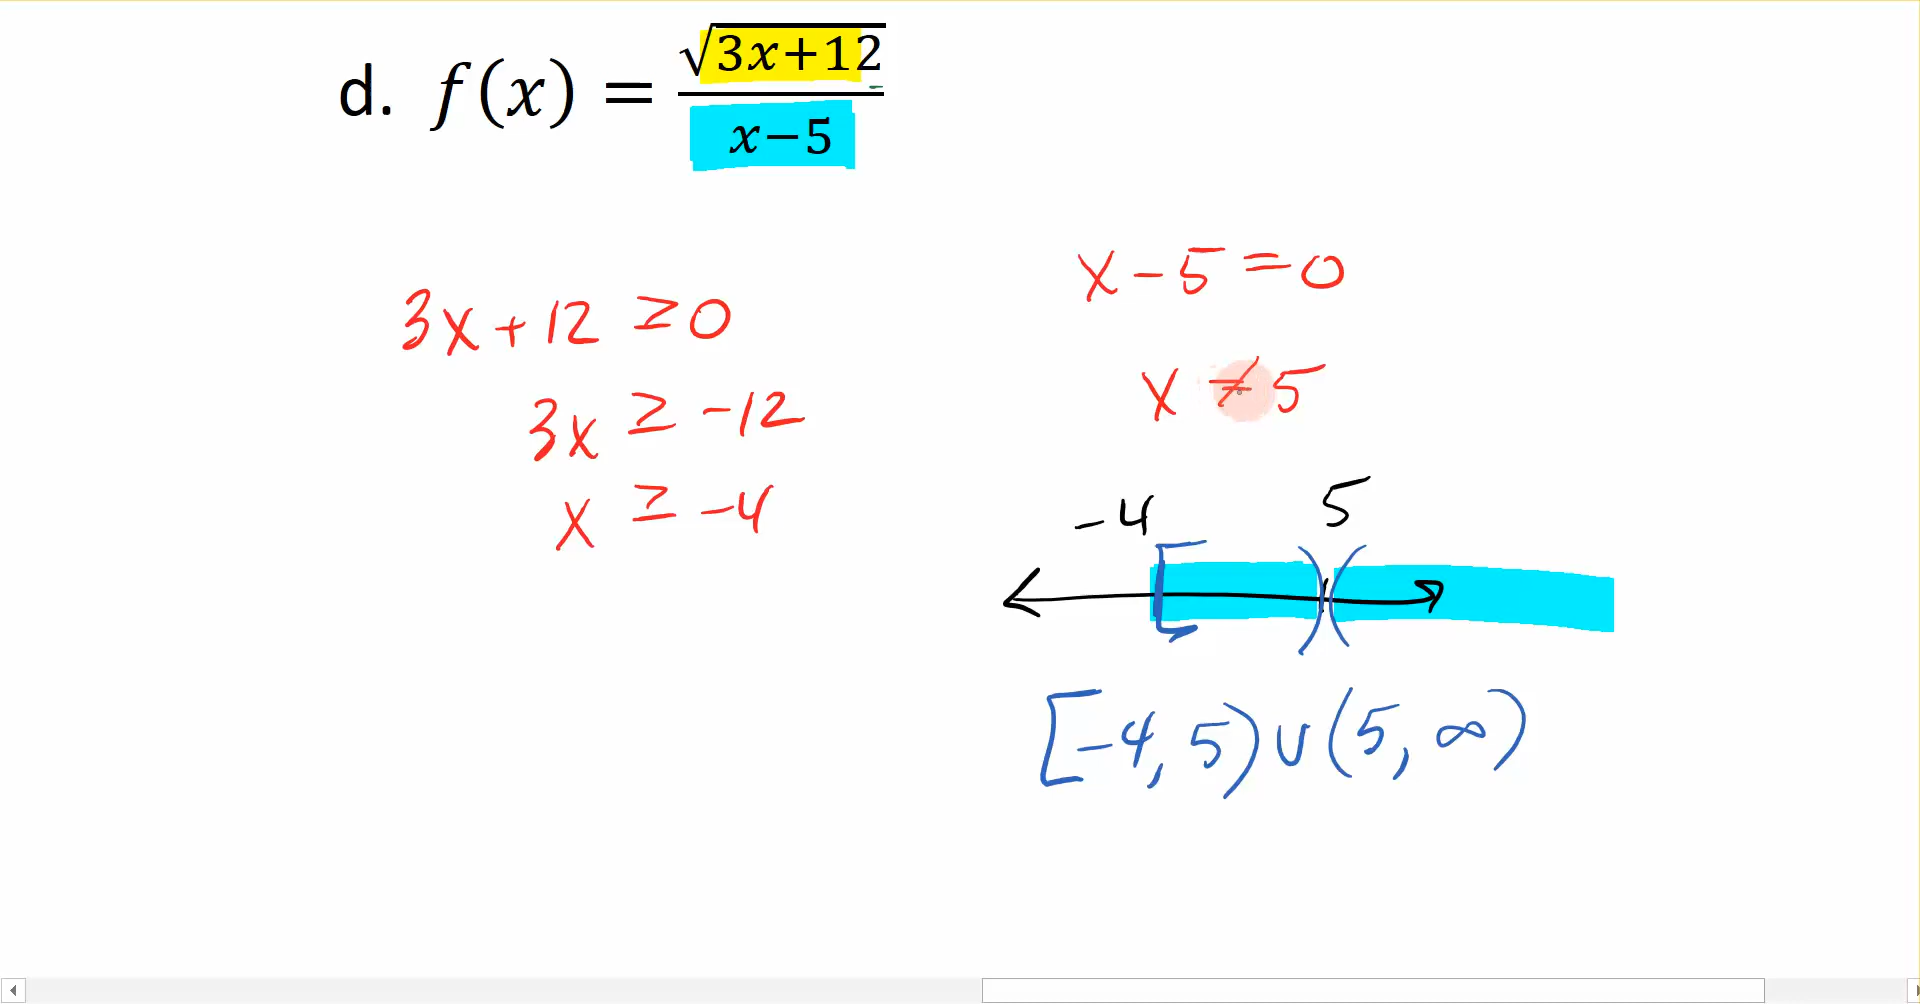 d. f(x) = √3x+12 / x−5
3x+12 ≥0
3x ≥ -12
x ≥ -4
x - 5 = 0
x ≠ 5
-4 5
[-4, 5) ∪ (5, ∞)